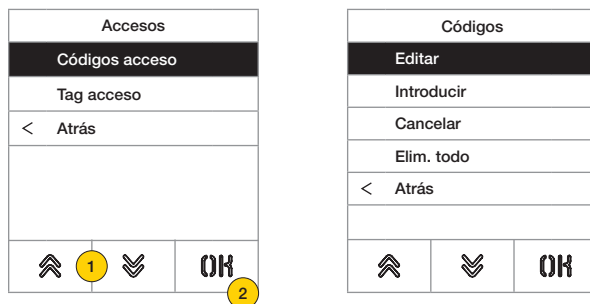 Accesos
Códigos acceso
Tag acceso
< Atrás
1
OK
2
Códigos
Editar
Introducir
Cancelar
Elim. todo
< Atrás
OK